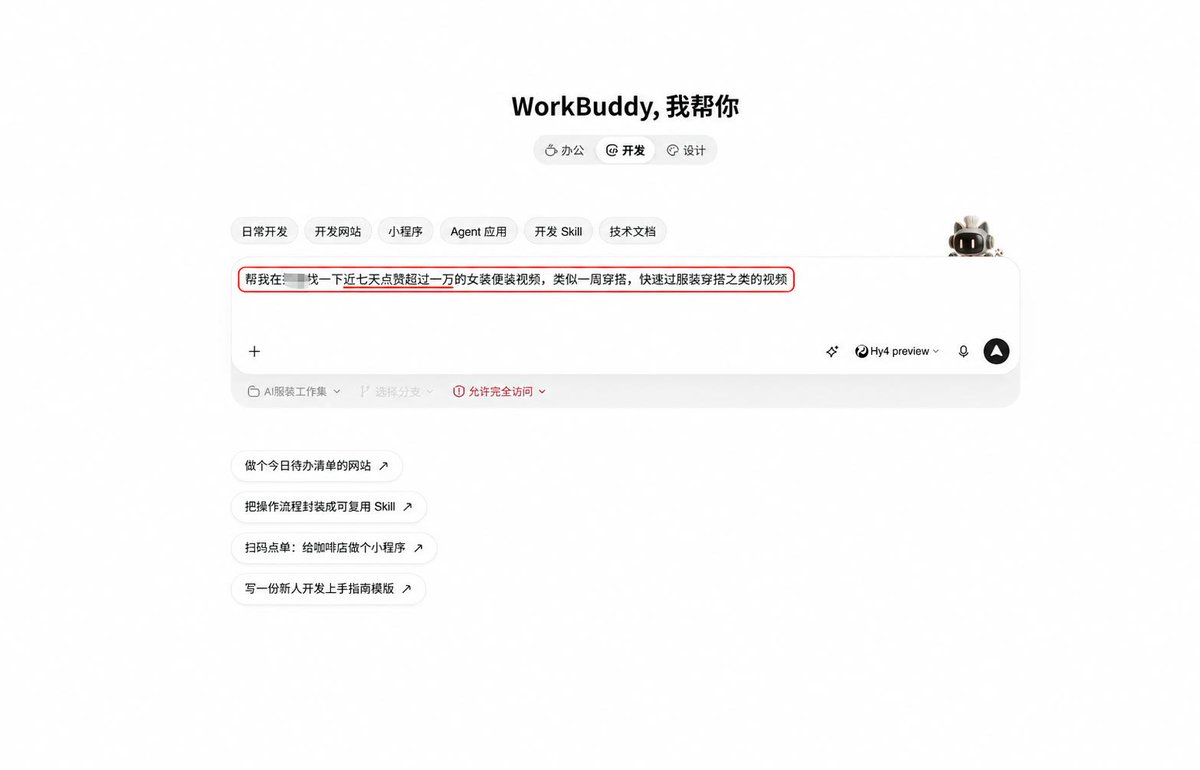 WorkBuddy, 我帮你
办公 开发 设计
日常开发 开发网站 小程序 Agent 应用 开发 Skill 技术文档
帮我在 找一下近七天点赞超过一万的女装便装视频，类似一周穿搭，快速过服装穿搭之类的视频
Hy4 preview
AI服装工作集 选择分支 允许完全访问
做个今日待办清单的网站
把操作流程封装成可复用 Skill
扫码点单：给咖啡店做个小程序
写一份新人开发上手指南模版